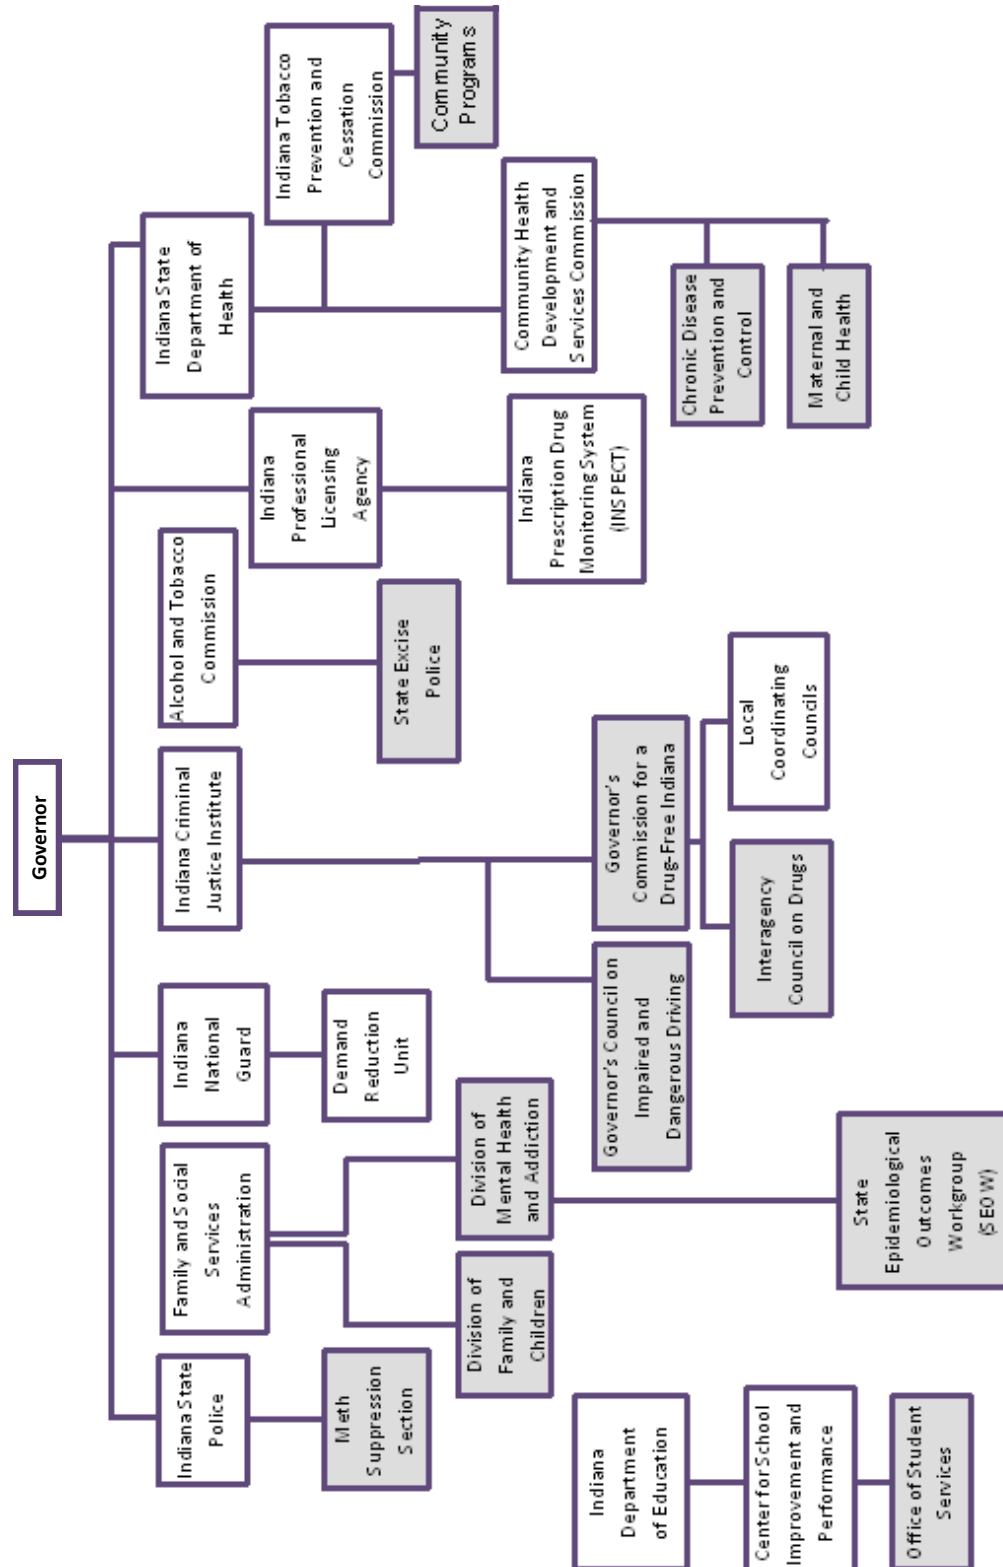 Governor
Indiana State
Police
Meth
Suppression
Section
Family and Social
Services
Administration
Division of
Family and
Children
Division of
Mental Health
and Addiction
State
Epidemiological
Outcomes
Workgroup
(SEOW)
Indiana
National
Guard
Demand
Reduction
Unit
Indiana Criminal
Justice Institute
Governor's Council on
Impaired and
Dangerous Driving
Governor's
Commission for a
Drug-Free Indiana
Interagency
Council on Drugs
Local
Coordinating
Councils
Alcohol and Tobacco
Commission
State Excise
Police
Indiana
Professional
Licensing
Agency
Indiana
Prescription Drug
Monitoring System
(INSPECT)
Indiana State
Department of
Health
Indiana Tobacco
Prevention and
Cessation
Commission
Community
Programs
Community Health
Development and
Services Commission
Chronic Disease
Prevention and
Control
Maternal and
Child Health
Indiana
Department
of Education
Center for School
Improvement and
Performance
Office of Student
Services